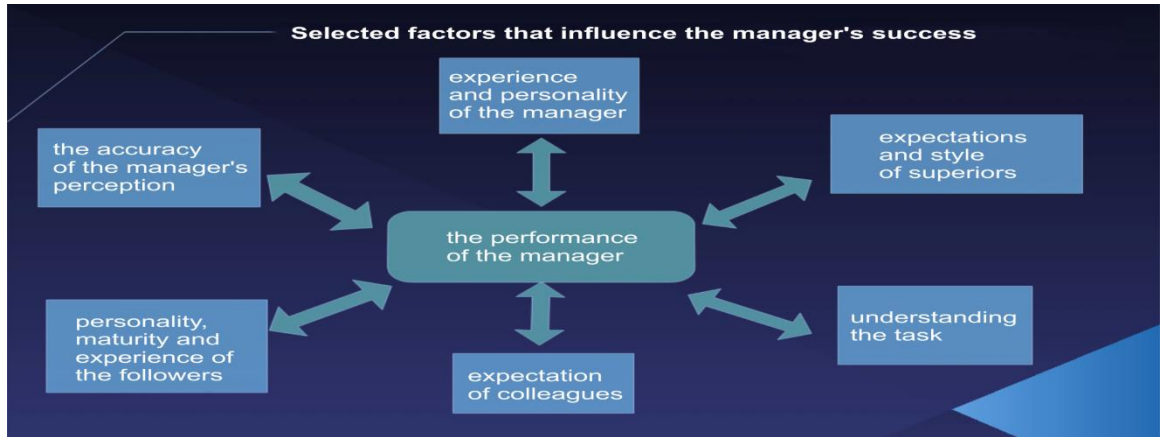 Selected factors that influence the manager's success
experience
and personality
of the manager
the accuracy
of the manager's
perception
expectations
and style
of superiors
the performance
of the manager
personality,
maturity and
experience of
the followers
expectation
of colleagues
understanding
the task